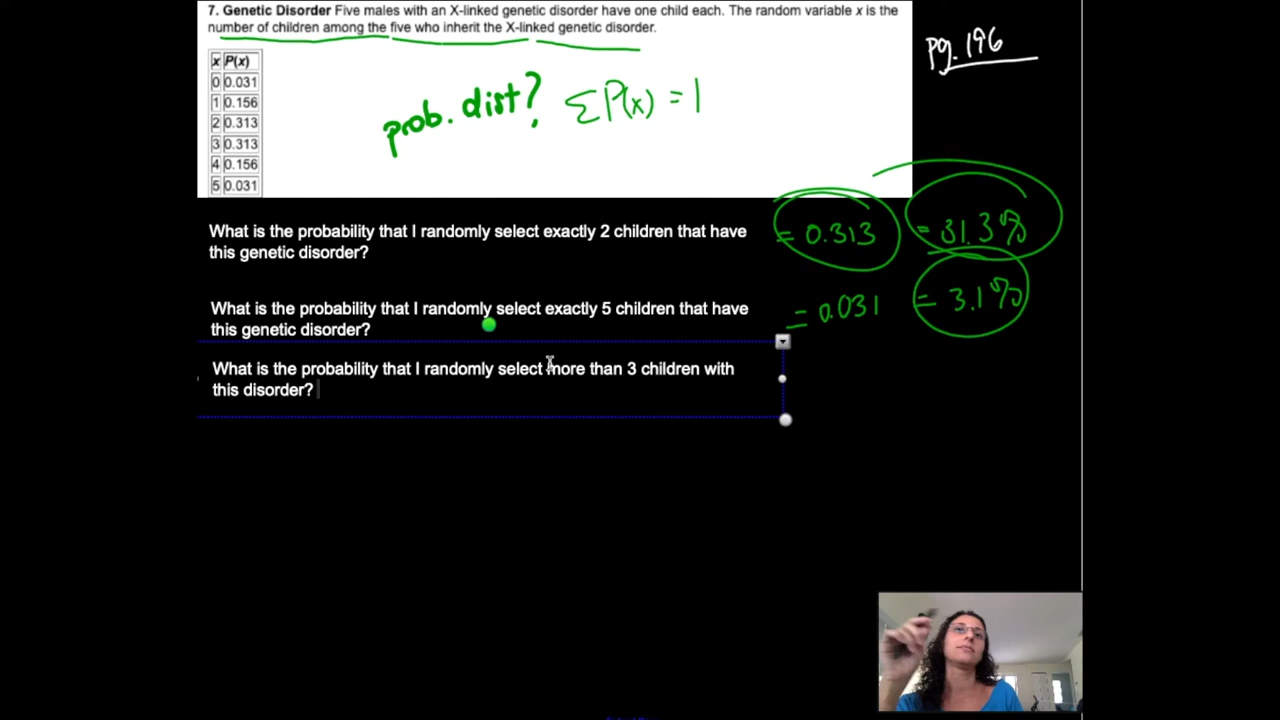 7. Genetic Disorder Five males with an X-linked genetic disorder have one child each. The random variable x is the
number of children among the five who inherit the X-linked genetic disorder.
pg. 196
x P(x)
0 0.031
1 0.156
2 0.313
3 0.313
4 0.156
5 0.031
prob. dist? ΣP(x) = 1
What is the probability that I randomly select exactly 2 children that have
this genetic disorder?
= 0.313 = 31.3%
What is the probability that I randomly select exactly 5 children that have
this genetic disorder?
= 0.031 = 3.1%
What is the probability that I randomly select more than 3 children with
this disorder?